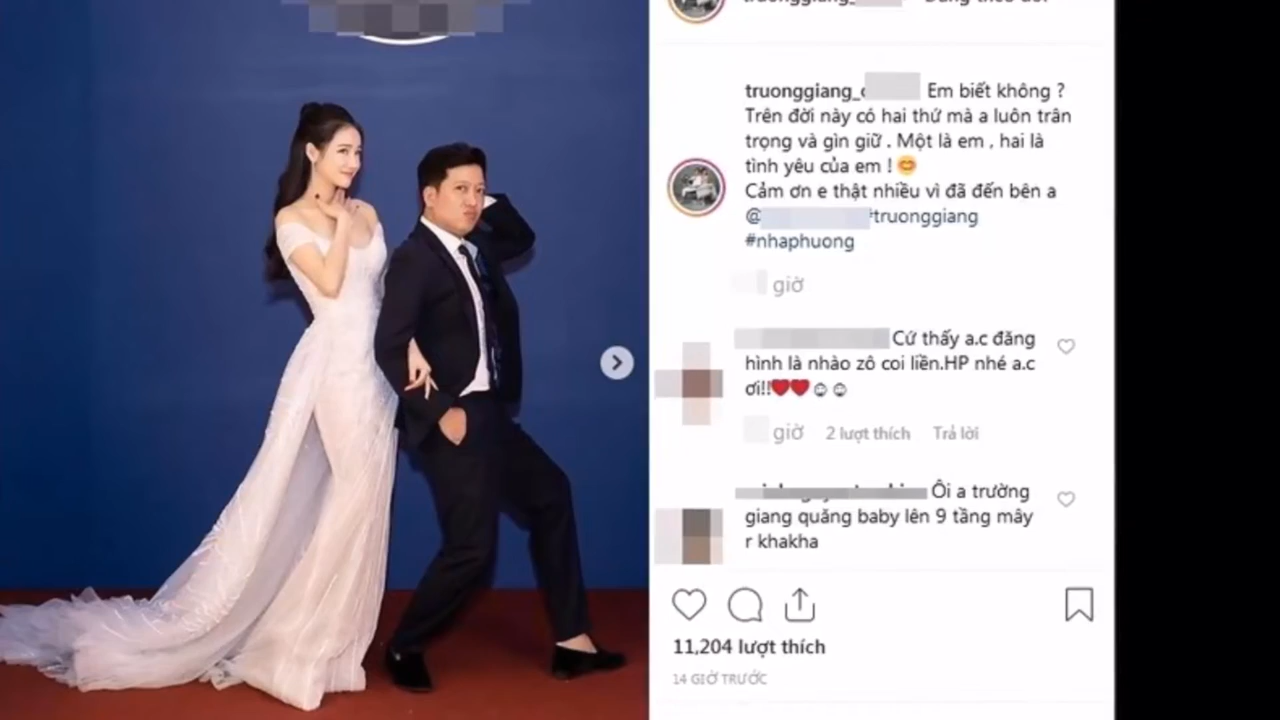 truonggiang_
Em biết không ?
Trên đời này có hai thứ mà a luôn trân
trọng và gìn giữ . Một là em , hai là
tình yêu của em !
Cảm ơn e thật nhiều vì đã đến bên a
@ #truonggiang
#nhaphuong
giờ
Cứ thấy a.c đăng
hình là nhào zô coi liền.HP nhé a.c
ơi!!
giờ 2 lượt thích Trả lời
Ôi a trường
giang quảng baby lên 9 tầng mây
r khakha
11,204 lượt thích
14 GIỜ TRƯỚC